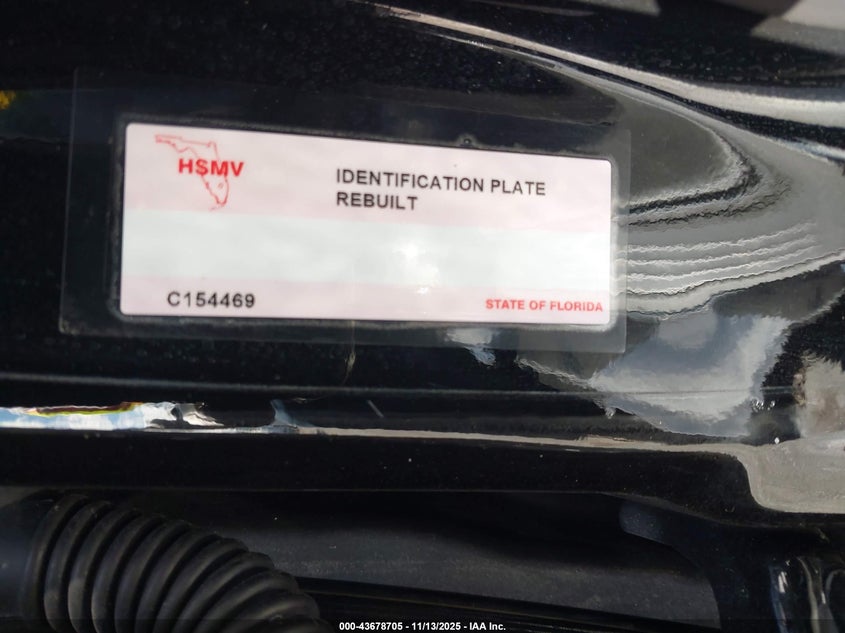 HSMV
IDENTIFICATION PLATE
REBUILT
C154469
STATE OF FLORIDA
000-43678705 - 11/13/2025 - IAA Inc.